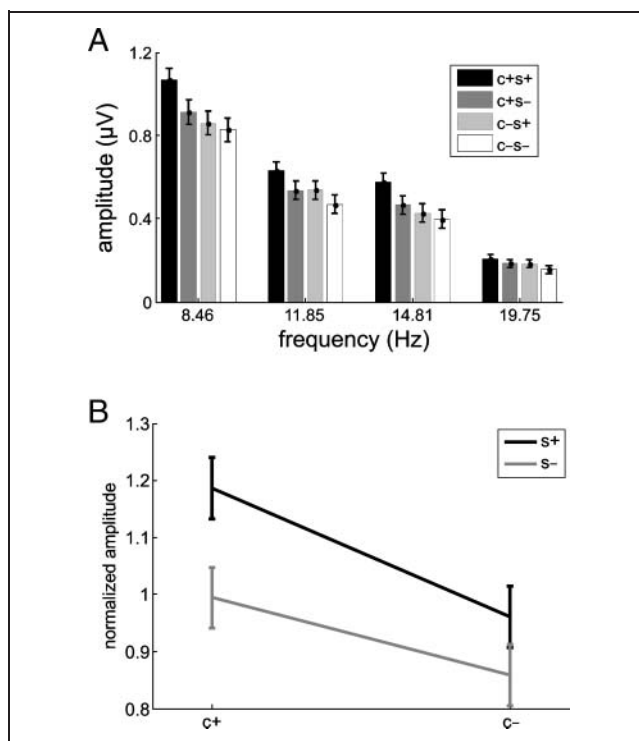 A
1.2
0.8
0.4
0
amplitude (µV)
c+s+
c+s−
c−s+
c−s−
8.46 11.85 14.81 19.75
frequency (Hz)
B
1.3
1.2
1.1
1
0.9
0.8
normalized amplitude
s+
s−
c+ c−